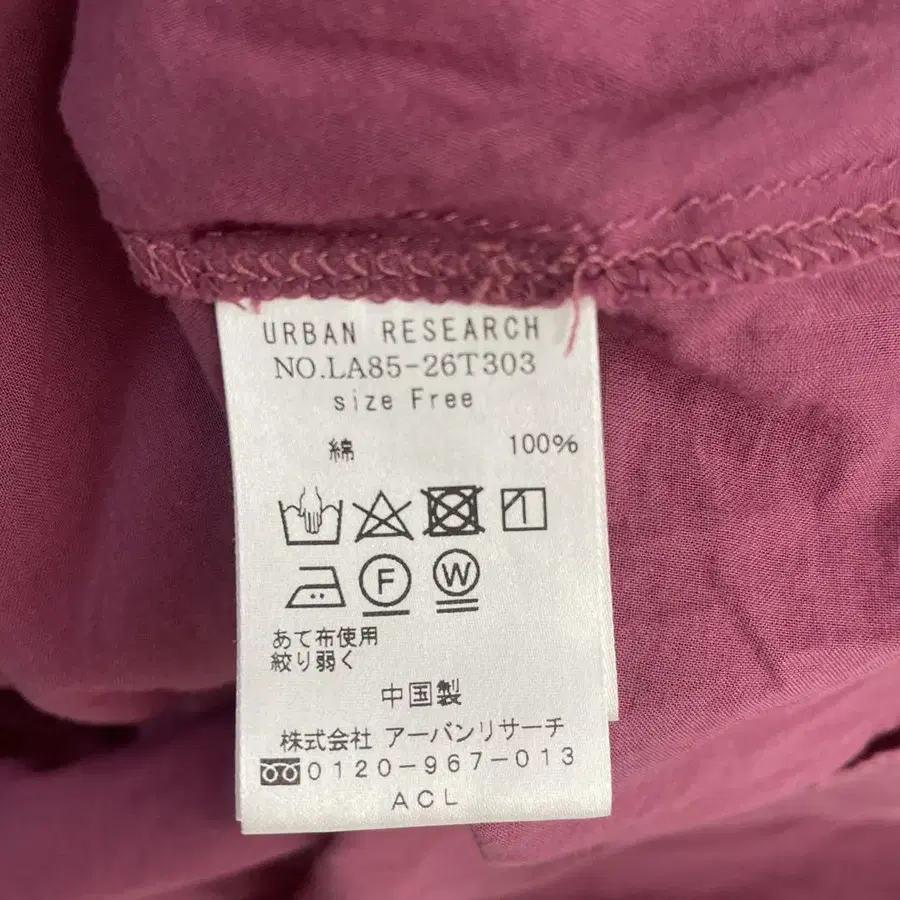 URBAN RESEARCH
NO.LA85-26T303
size Free
綿 100%
F W
あて布使用
絞り弱く
中国製
株式会社 アーバンリサーチ
0120-967-013
ACL